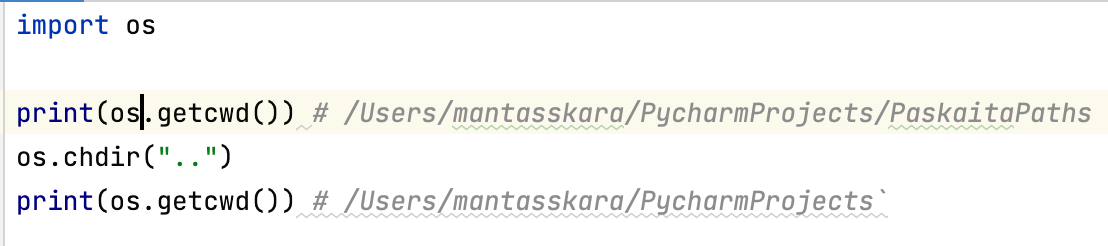 import os
print(os.getcwd()) # /Users/mantasskara/PycharmProjects/PaskaitaPaths
os.chdir("..")
print(os.getcwd()) # /Users/mantasskara/PycharmProjects`